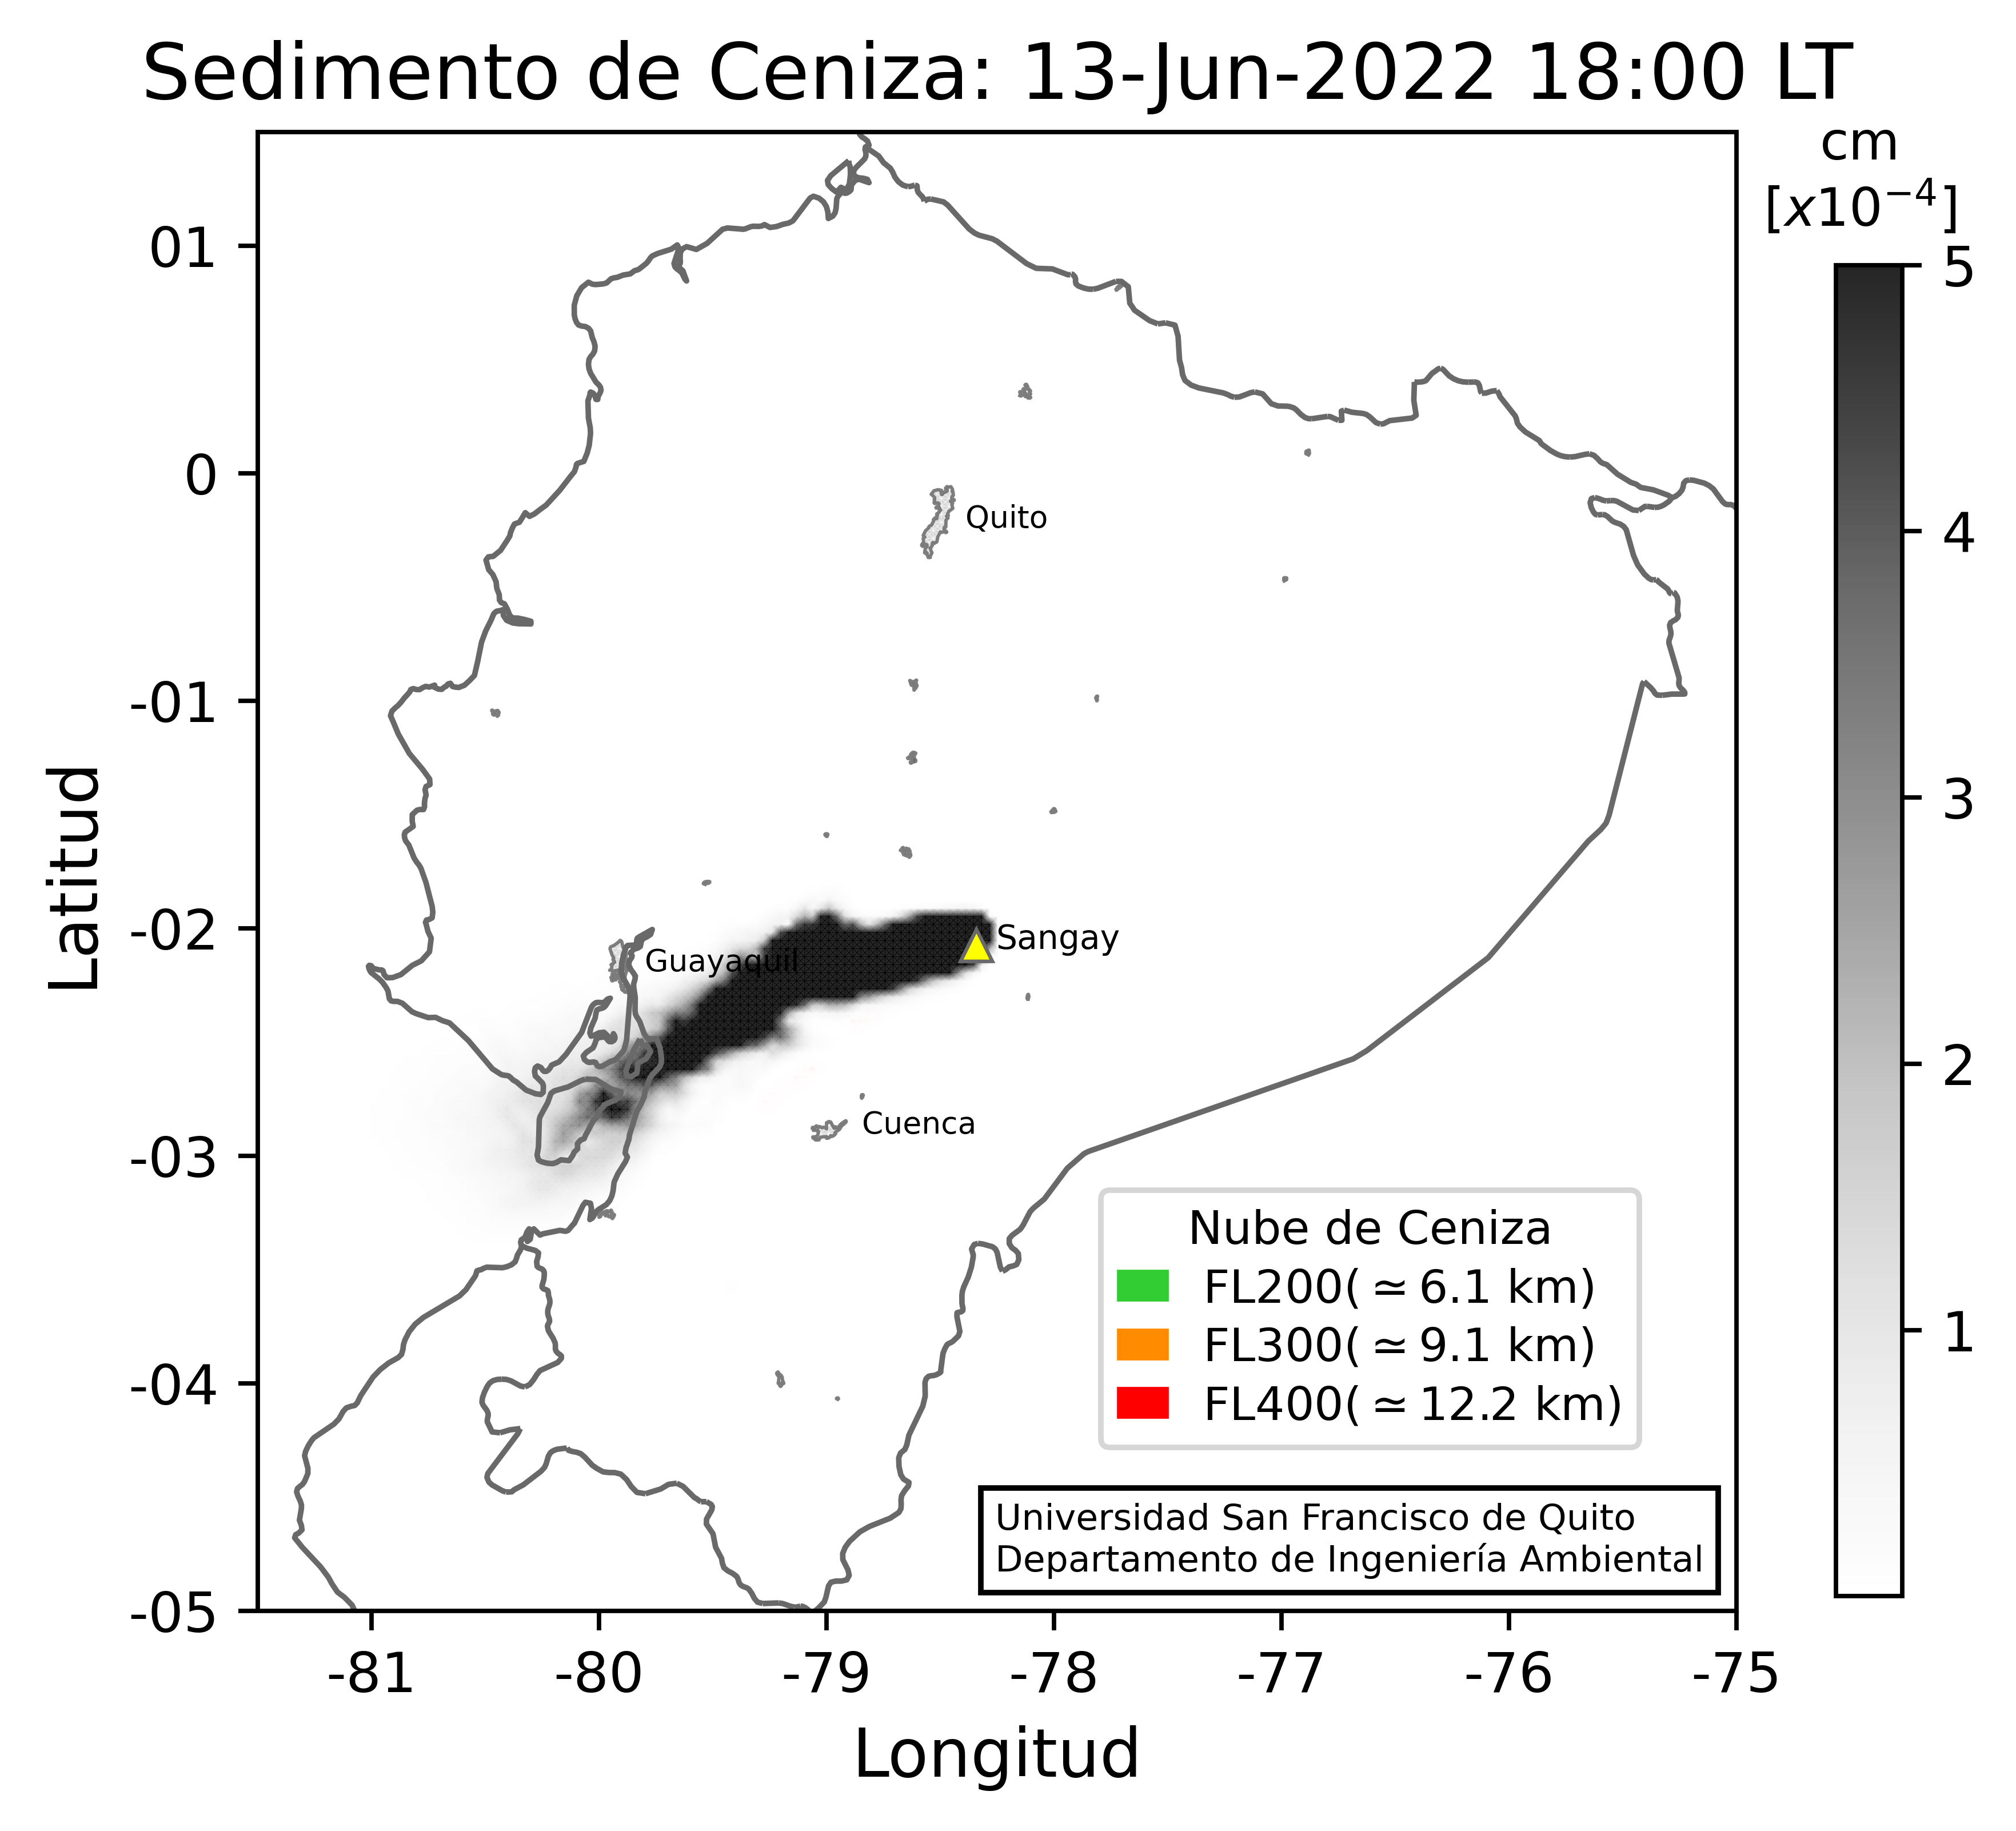 Sedimento de Ceniza: 13-Jun-2022 18:00 LT
cm
[x10⁻⁴]
5
4
3
2
1
Latitud
01
0
-01
-02
-03
-04
-05
Quito
Sangay
Guayaquil
Cuenca
Nube de Ceniza
FL200( ≃ 6.1 km)
FL300( ≃ 9.1 km)
FL400( ≃ 12.2 km)
Universidad San Francisco de Quito
Departamento de Ingeniería Ambiental
-81
-80
-79
-78
-77
-76
-75
Longitud